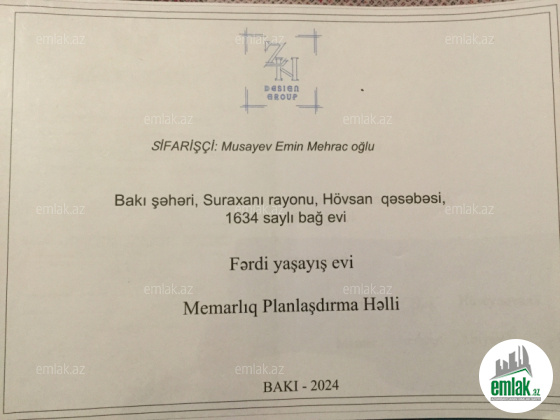 ZKI
DESIGN
GROUP
SİFARİŞÇİ: Musayev Emin Mehrac oğlu
Bakı şəhəri, Suraxanı rayonu, Hövsan qəsəbəsi,
1634 saylı bağ evi
Fərdi yaşayış evi
Memarlıq Planlaşdırma Həlli
BAKI - 2024
emlak.az